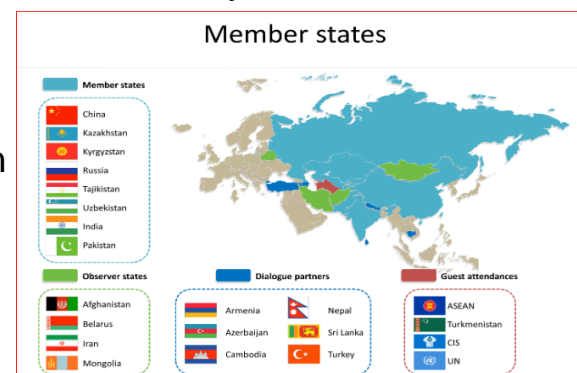 Member states
Member states
China
Kazakhstan
Kyrgyzstan
Russia
Tajikistan
Uzbekistan
India
Pakistan
Observer states
Afghanistan
Belarus
Iran
Mongolia
Dialogue partners
Armenia
Azerbaijan
Cambodia
Nepal
Sri Lanka
Turkey
Guest attendances
ASEAN
Turkmenistan
CIS
UN